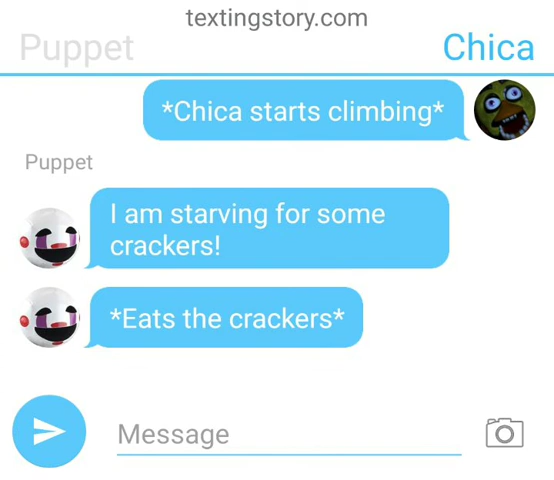 textingstory.com
Puppet
Chica
*Chica starts climbing*
Puppet
I am starving for some
crackers!
*Eats the crackers*
Message